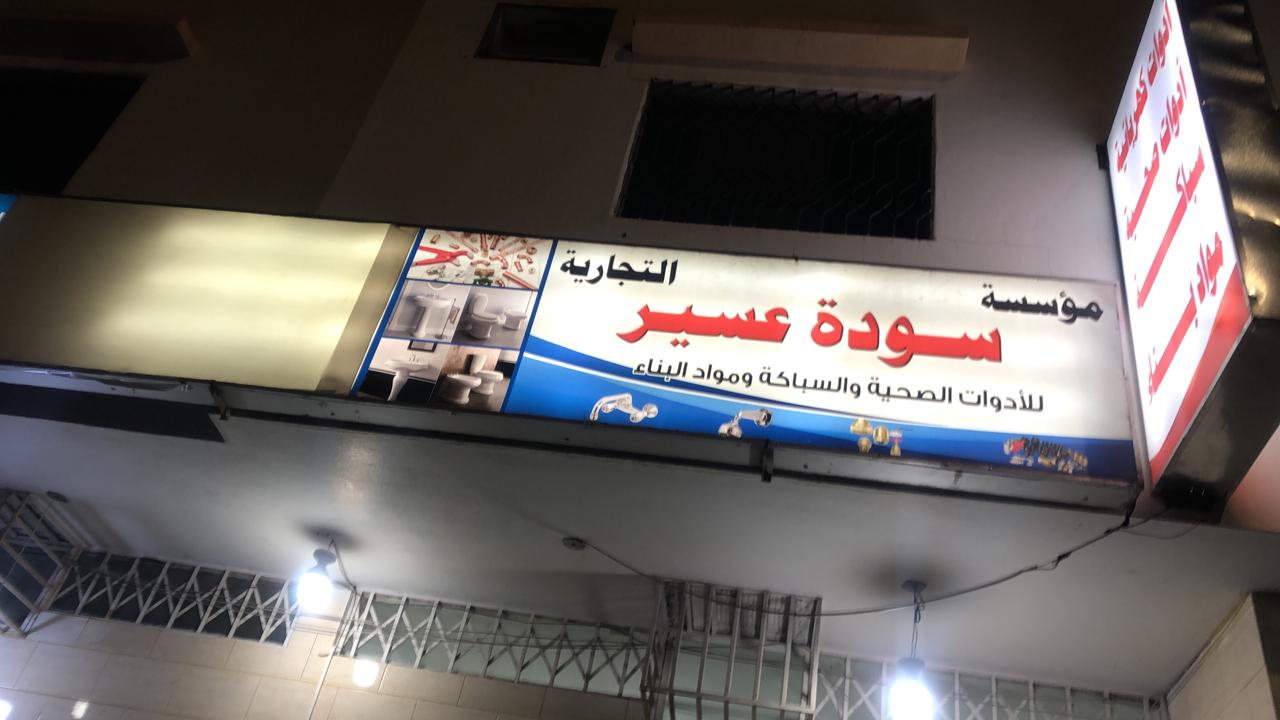 مؤسسة التجارية
سودة عسير
للأدوات الصحية والسباكة ومواد البناء
أدوات كهربائية
أدوات صحية
سباكة
مواد بناء